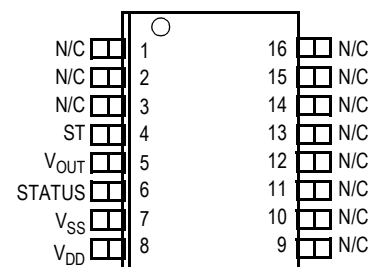 N/C 1 16 N/C
N/C 2 15 N/C
N/C 3 14 N/C
ST 4 13 N/C
VOUT 5 12 N/C
STATUS 6 11 N/C
VSS 7 10 N/C
VDD 8 9 N/C